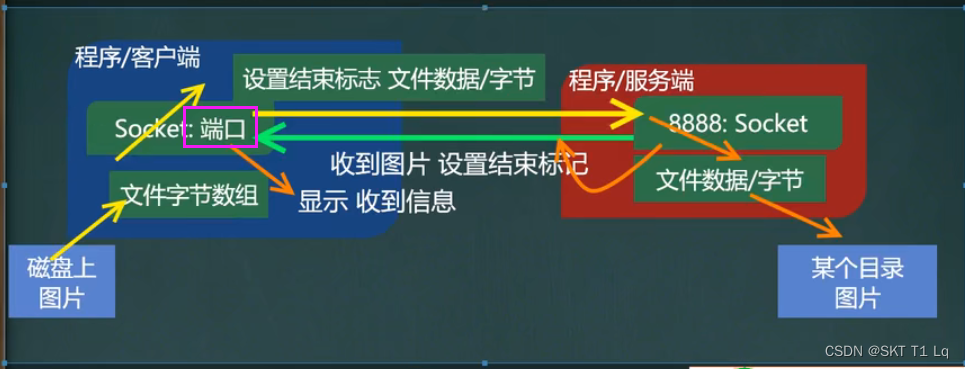 程序/客户端
设置结束标志 文件数据/字节
程序/服务端
Socket: 端口
8888: Socket
收到图片 设置结束标记
文件字节数组
显示 收到信息
文件数据/字节
磁盘上
图片
某个目录
图片
CSDN @SKT T1 Lq